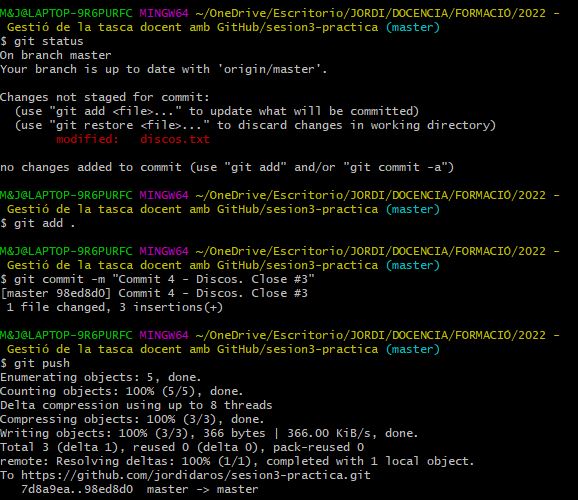 M&J@LAPTOP-9R6PURFC MINGW64 ~/OneDrive/Escritorio/JORDI/DOCENCIA/FORMACIÓ/2022 -
 Gestió de la tasca docent amb GitHub/sesion3-practica (master)
$ git status
On branch master
Your branch is up to date with 'origin/master'.

Changes not staged for commit:
  (use "git add <file>..." to update what will be committed)
  (use "git restore <file>..." to discard changes in working directory)
        modified:   discos.txt

no changes added to commit (use "git add" and/or "git commit -a")

M&J@LAPTOP-9R6PURFC MINGW64 ~/OneDrive/Escritorio/JORDI/DOCENCIA/FORMACIÓ/2022 -
 Gestió de la tasca docent amb GitHub/sesion3-practica (master)
$ git add .

M&J@LAPTOP-9R6PURFC MINGW64 ~/OneDrive/Escritorio/JORDI/DOCENCIA/FORMACIÓ/2022 -
 Gestió de la tasca docent amb GitHub/sesion3-practica (master)
$ git commit -m "Commit 4 - Discos. Close #3"
[master 98ed8d0] Commit 4 - Discos. Close #3
 1 file changed, 3 insertions(+)

M&J@LAPTOP-9R6PURFC MINGW64 ~/OneDrive/Escritorio/JORDI/DOCENCIA/FORMACIÓ/2022 -
 Gestió de la tasca docent amb GitHub/sesion3-practica (master)
$ git push
Enumerating objects: 5, done.
Counting objects: 100% (5/5), done.
Delta compression using up to 8 threads
Compressing objects: 100% (3/3), done.
Writing objects: 100% (3/3), 366 bytes | 366.00 KiB/s, done.
Total 3 (delta 1), reused 0 (delta 0), pack-reused 0
remote: Resolving deltas: 100% (1/1), completed with 1 local object.
To https://github.com/jordidaros/sesion3-practica.git
   7d8a9ea..98ed8d0  master -> master